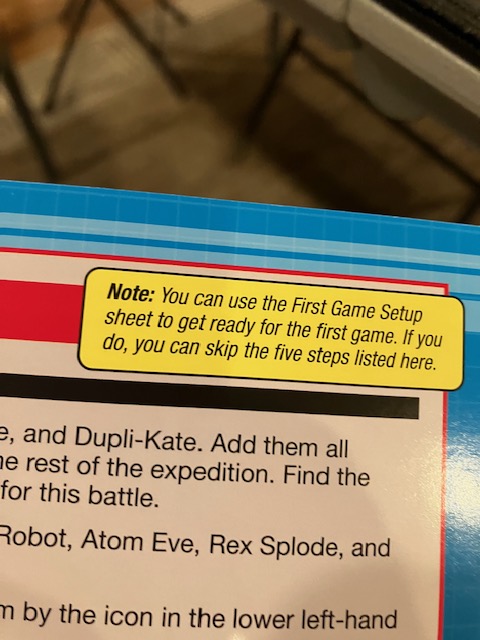 Note: You can use the First Game Setup
sheet to get ready for the first game. If you
do, you can skip the five steps listed here.
and Dupli-Kate. Add them all
rest of the expedition. Find the
for this battle.
Robot, Atom Eve, Rex Splode, and
by the icon in the lower left-hand